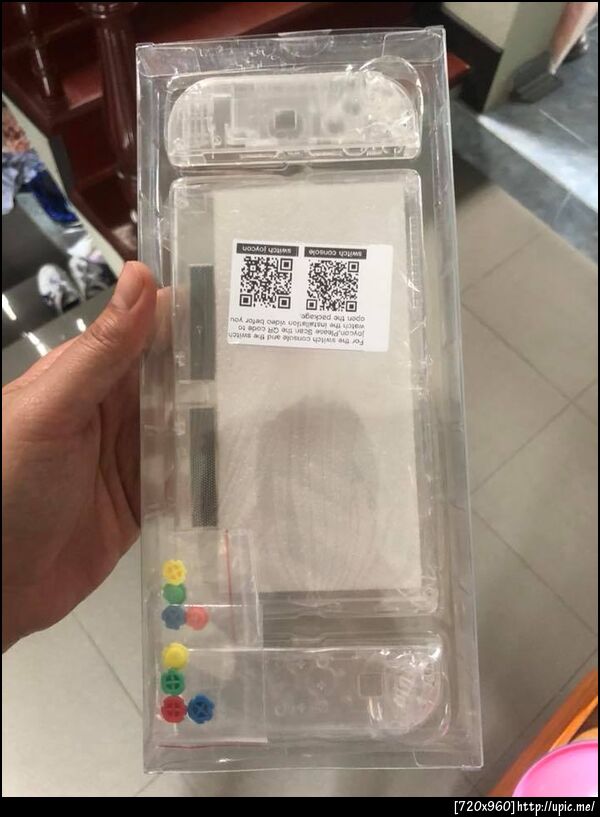 For the switch console and the switch
joycon.Please Scan the QR code to
watch the installation video befor you
open the package.
switch console
switch joycon
[720x960]http://upic.me/